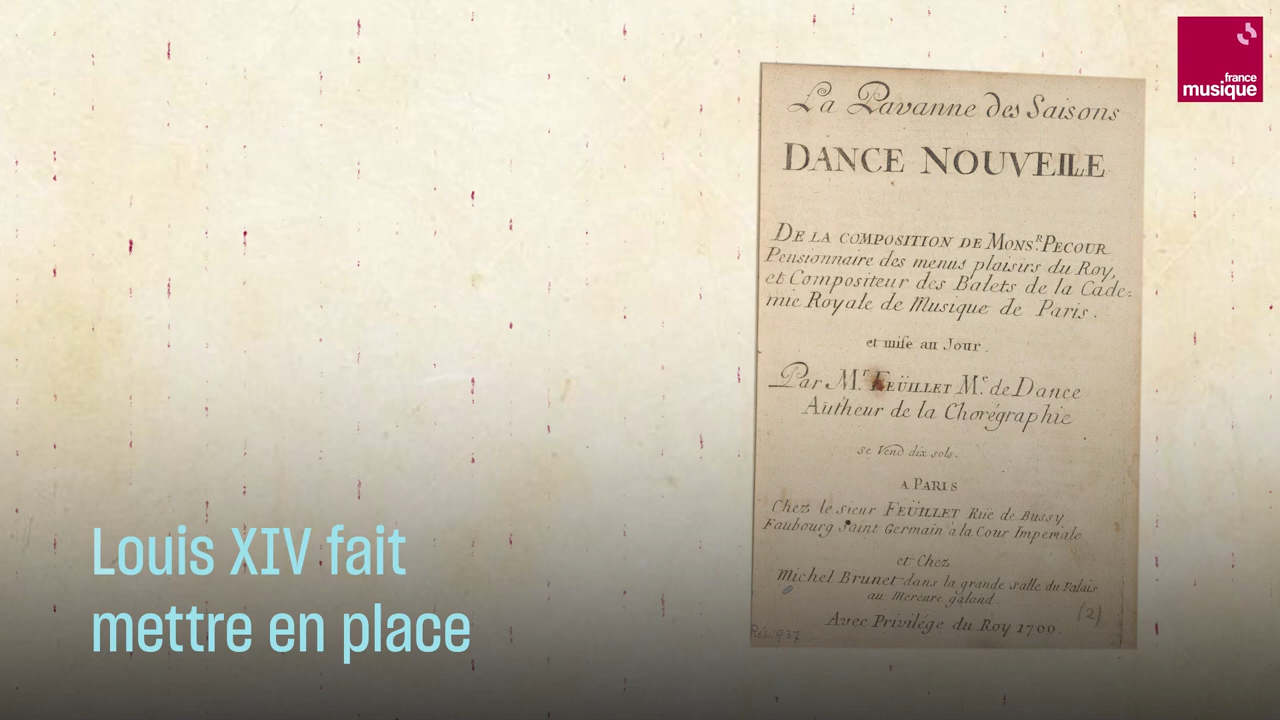 france
musique
La Pavanne des Saisons
DANCE NOUVELLE
DE LA COMPOSITION DE MONS.R PECOUR
Pensionnaire des menus plaisirs du Roy,
et Compositeur des Balets de la Cade=
mie Royale de Musique de Paris.
et mise au Jour.
Par M.r FEÜILLET M.e de Dance
Autheur de la Chorégraphie
se Vend dix sols.
A PARIS
Chez le sieur FEÜILLET Rüe de Bussy
Faubourg Saint Germain a la Cour Imperiale
et Chez
Michel Brunet dans la grande salle du Palais
au Mercure galand.
Avec Privilége du Roy 1700.
(2)
Rés. 937
Louis XIV fait
mettre en place